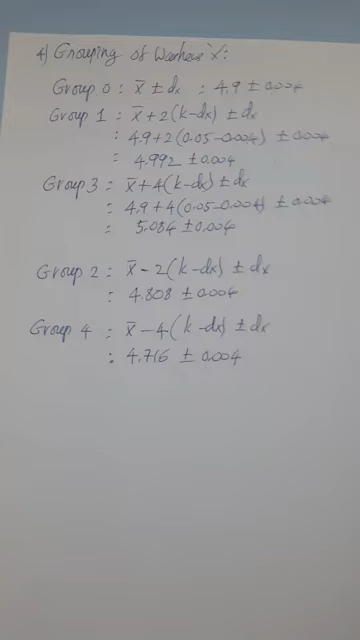 4) Grouping of Washers 'X':
Group 0 : x̄ ± dx : 4.9 ± 0.004
Group 1 : x̄ + 2(k-dx) ± dx
: 4.9 + 2(0.05-0.004) ± 0.004
= 4.992 ± 0.004
Group 3 : x̄ + 4(k-dx) ± dx
: 4.9 + 4(0.05-0.004) ± 0.004
= 5.084 ± 0.004
Group 2 : x̄ - 2(k-dx) ± dx
: 4.808 ± 0.004
Group 4 : x̄ - 4(k-dx) ± dx
: 4.716 ± 0.004